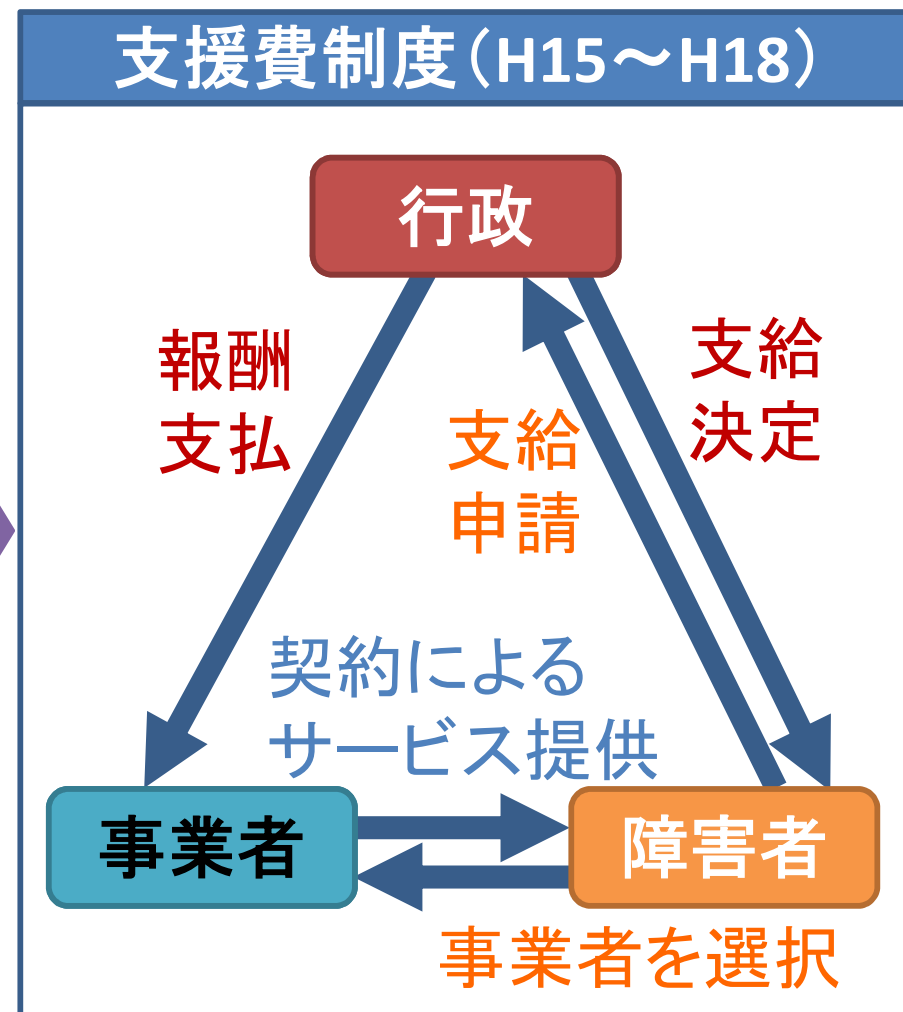 支援費制度(H15～H18)
行政
報酬
支払
支給
決定
支給
申請
契約による
サービス提供
事業者
障害者
事業者を選択